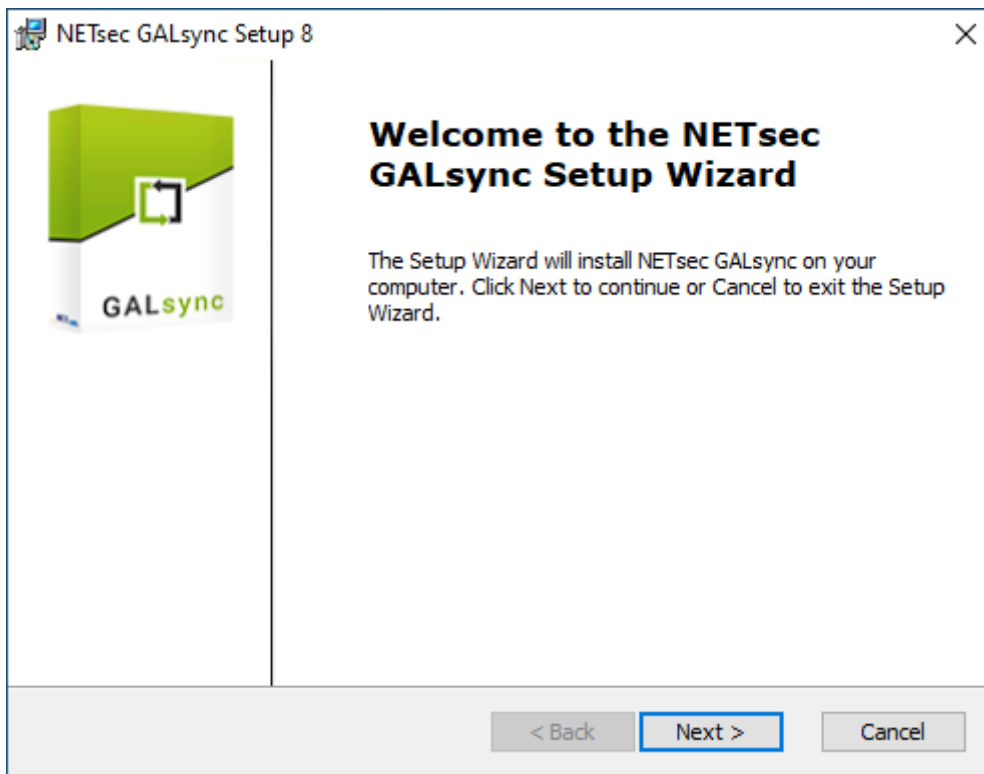 NETsec GALsync Setup 8
Welcome to the NETsec
GALsync Setup Wizard
The Setup Wizard will install NETsec GALsync on your
computer. Click Next to continue or Cancel to exit the Setup
Wizard.
GALsync
< Back
Next >
Cancel